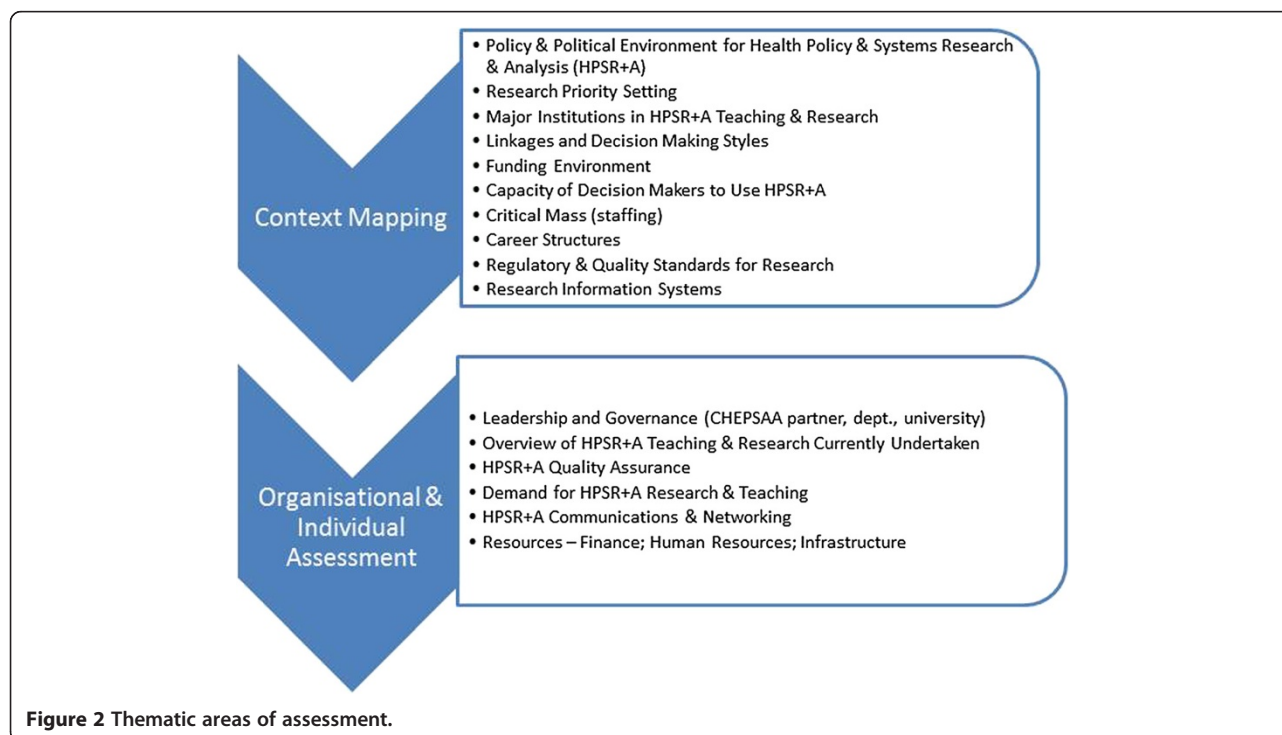 Context Mapping
• Policy & Political Environment for Health Policy & Systems Research
& Analysis (HPSR+A)
• Research Priority Setting
• Major Institutions in HPSR+A Teaching & Research
• Linkages and Decision Making Styles
• Funding Environment
• Capacity of Decision Makers to Use HPSR+A
• Critical Mass (staffing)
• Career Structures
• Regulatory & Quality Standards for Research
• Research Information Systems
Organisational &
Individual
Assessment
• Leadership and Governance (CHEPSAA partner, dept., university)
• Overview of HPSR+A Teaching & Research Currently Undertaken
• HPSR+A Quality Assurance
• Demand for HPSR+A Research & Teaching
• HPSR+A Communications & Networking
• Resources – Finance; Human Resources; Infrastructure
Figure 2 Thematic areas of assessment.